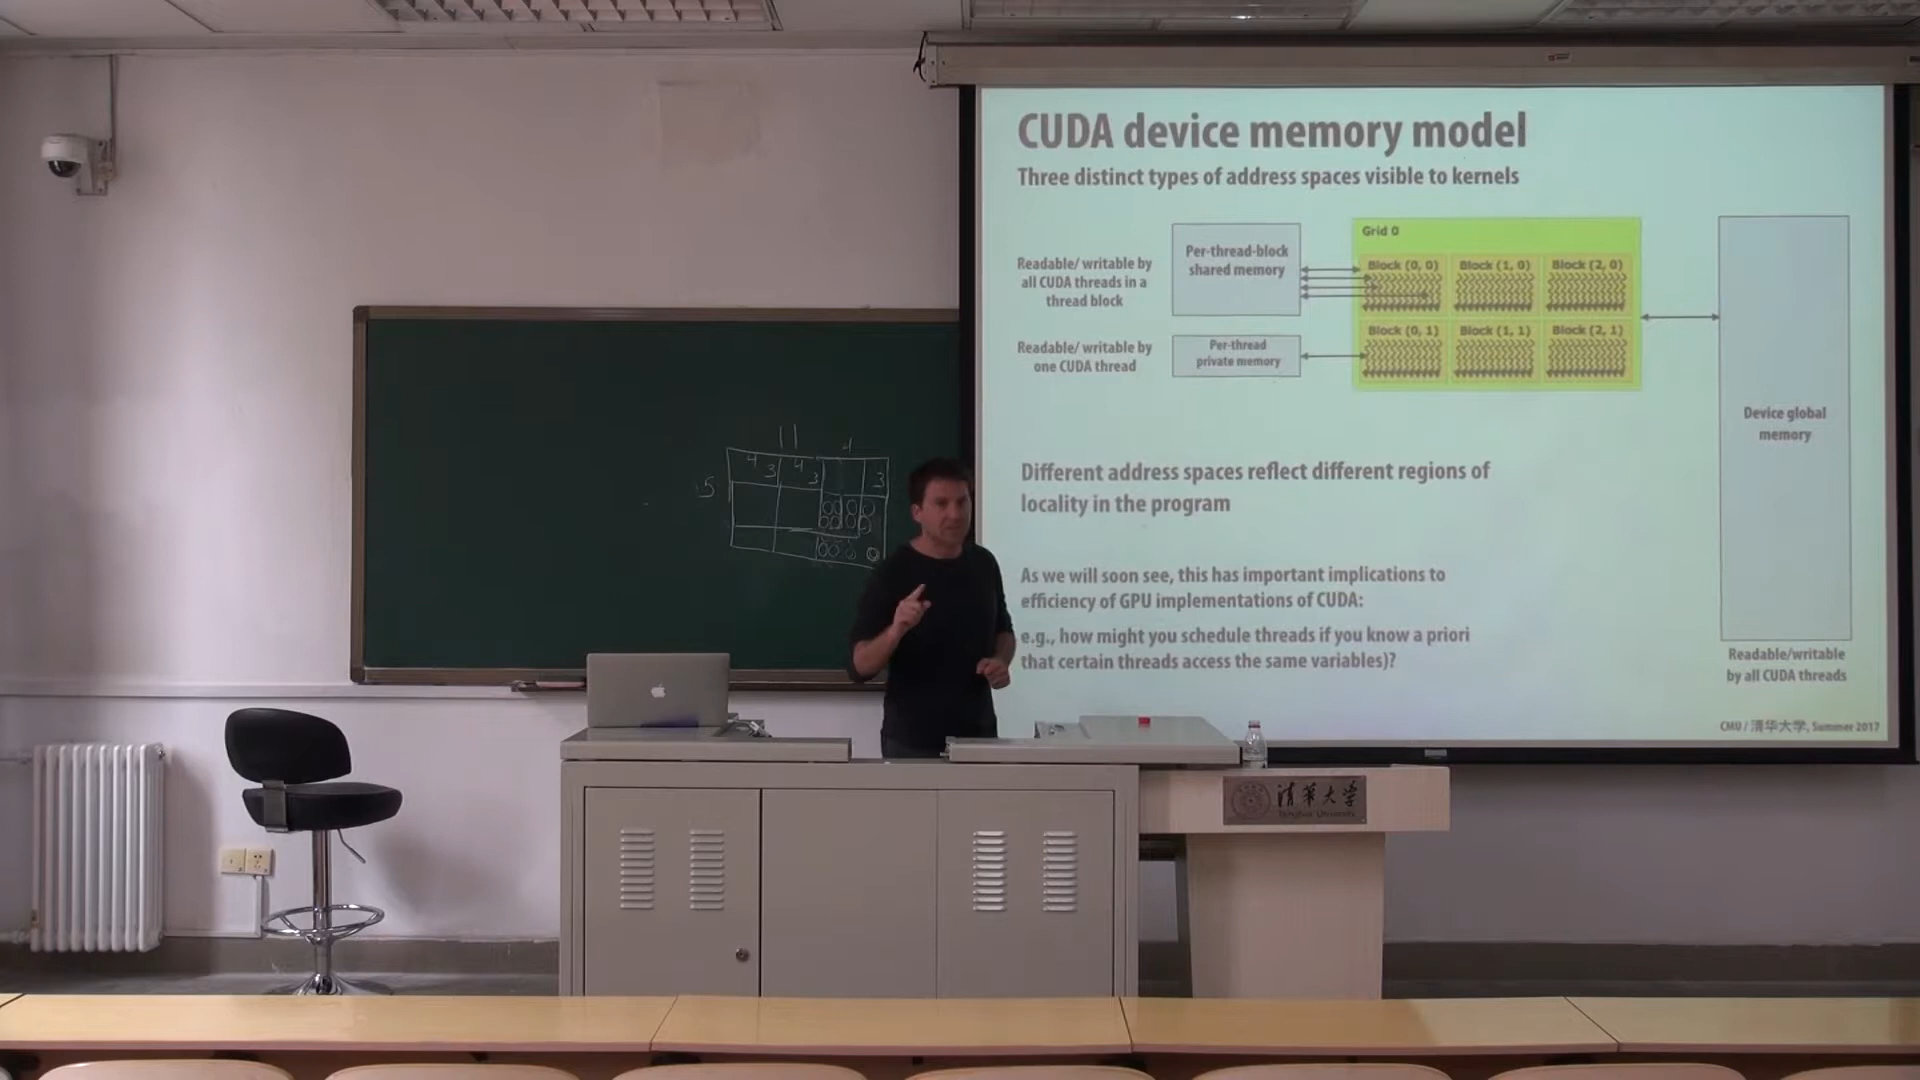 CUDA device memory model
Three distinct types of address spaces visible to kernels
Readable/ writable by
all CUDA threads in a
thread block
Per-thread-block
shared memory
Readable/ writable by
one CUDA thread
Per-thread
private memory
Grid 0
Block (0, 0) Block (1, 0) Block (2, 0)
Block (0, 1) Block (1, 1) Block (2, 1)
Device global
memory
Readable/writable
by all CUDA threads
Different address spaces reflect different regions of
locality in the program
As we will soon see, this has important implications to
efficiency of GPU implementations of CUDA:
e.g., how might you schedule threads if you know a priori
that certain threads access the same variables)?
CMU / 清华大学, Summer 2017
11 4
4 3 4 3 3
5
清华大学
Tsinghua University